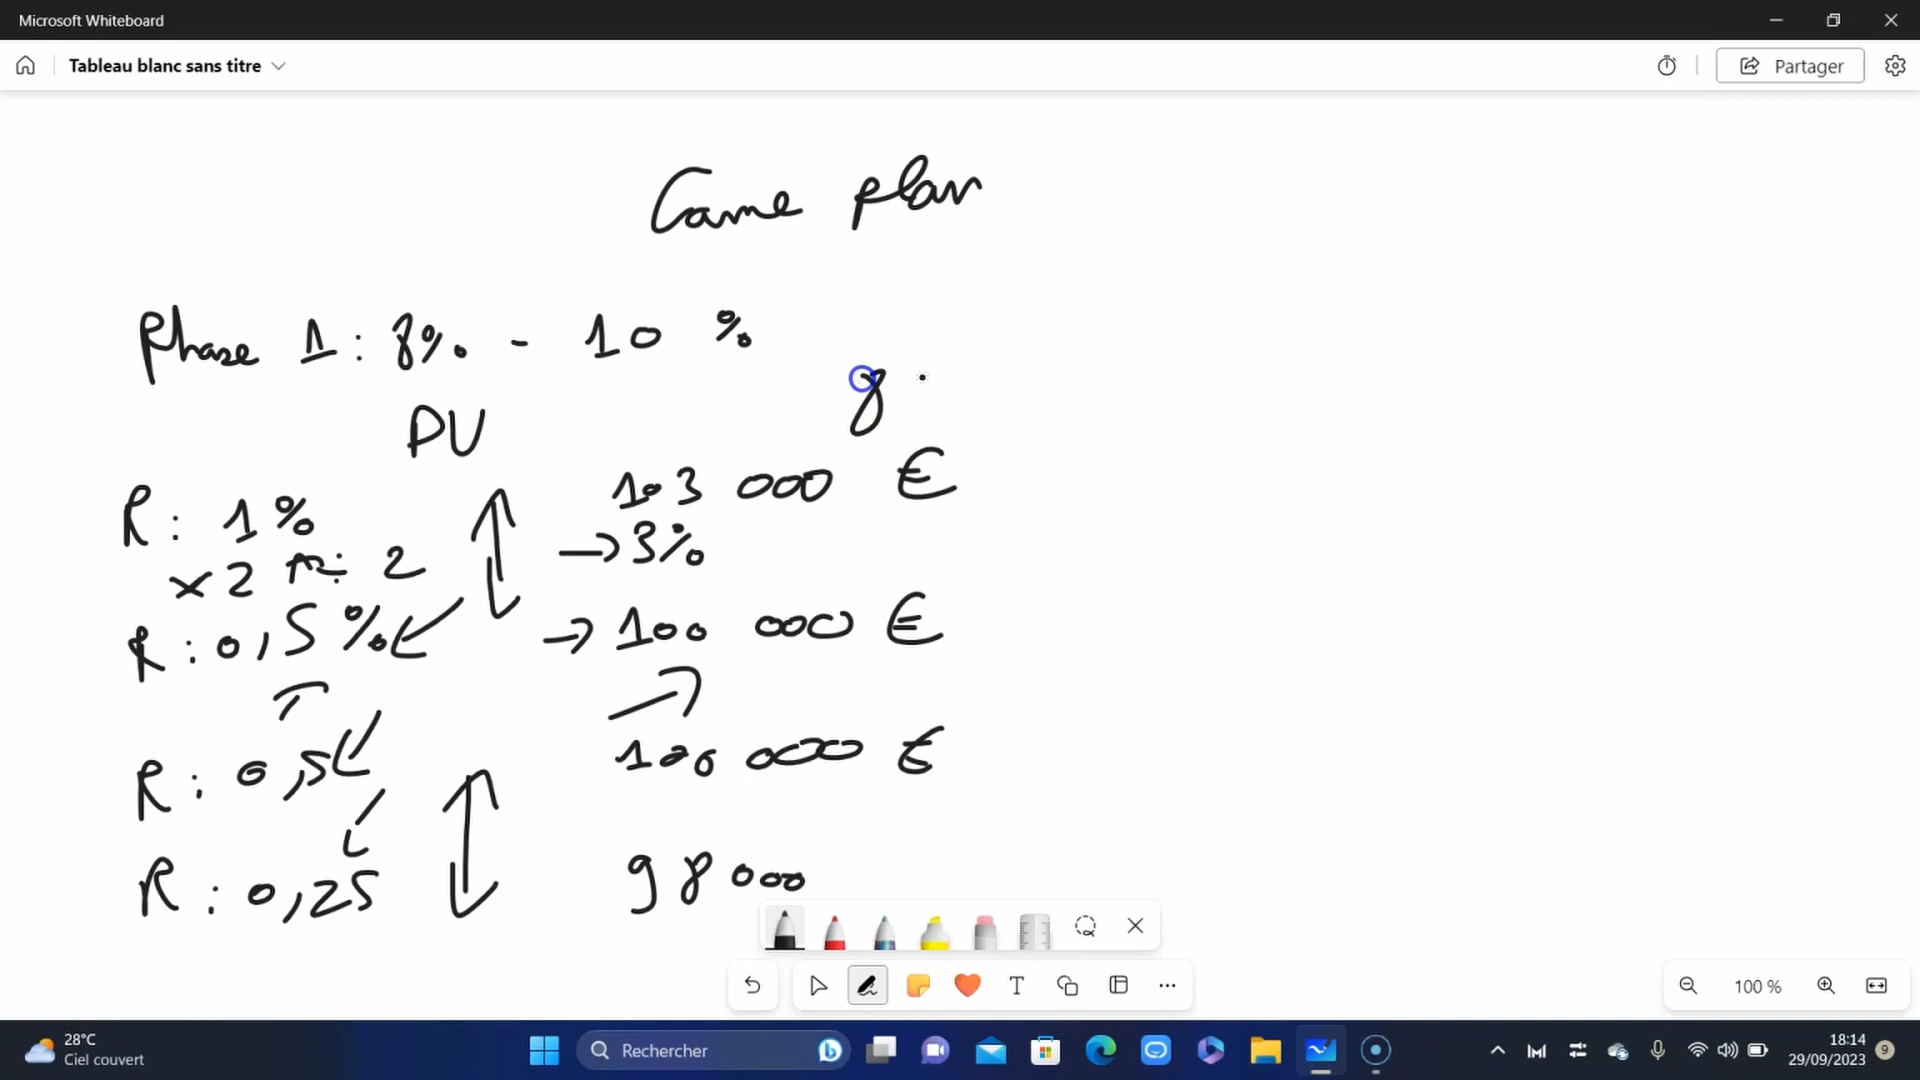 Microsoft Whiteboard
Tableau blanc sans titre
Partager
Game plan
Phase 1 : 8% - 10 %
8
R : 1%
103 000 €
→ 3%
x2 : 2
R : 0,5 %
→ 100 000 €
R : 0,5
100 000 €
R : 0,25
98 000
100 %
28°C
Ciel couvert
Rechercher
18:14
29/09/2023
9